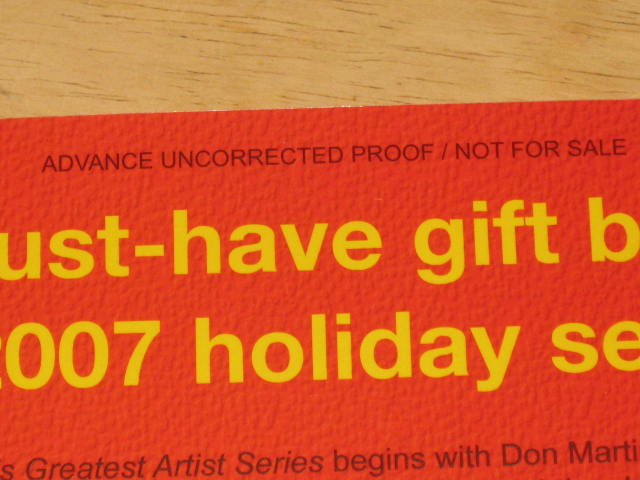 ADVANCE UNCORRECTED PROOF / NOT FOR SALE
ust-have gift b
2007 holiday se
's Greatest Artist Series begins with Don Marti